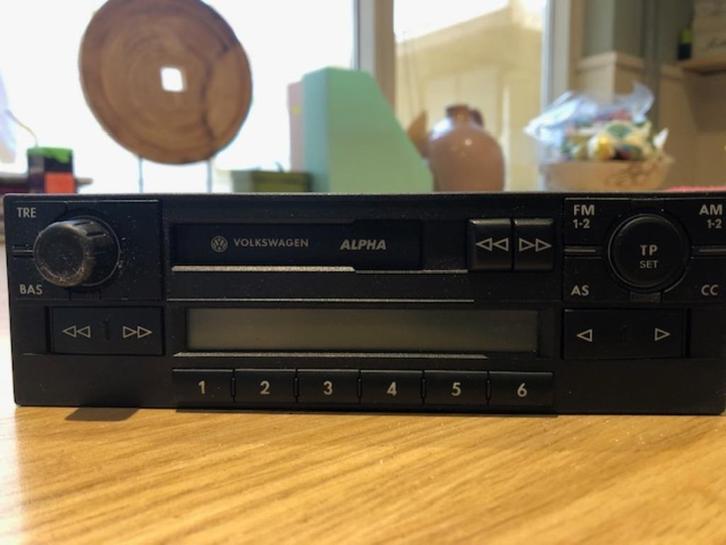 TRE
BAS
VOLKSWAGEN ALPHA
FM
1-2
AM
1-2
TP
SET
AS
CC
1 2 3 4 5 6